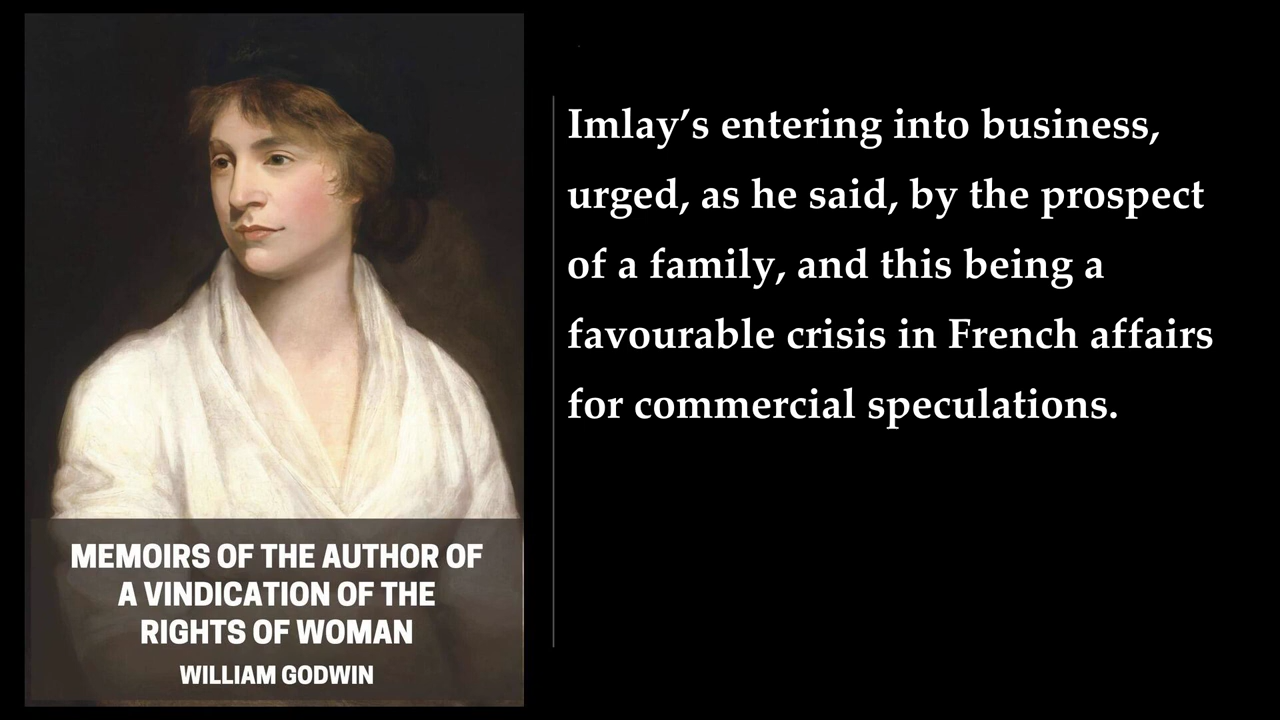 Imlay’s entering into business,
urged, as he said, by the prospect
of a family, and this being a
favourable crisis in French affairs
for commercial speculations.
MEMOIRS OF THE AUTHOR OF
A VINDICATION OF THE
RIGHTS OF WOMAN
WILLIAM GODWIN